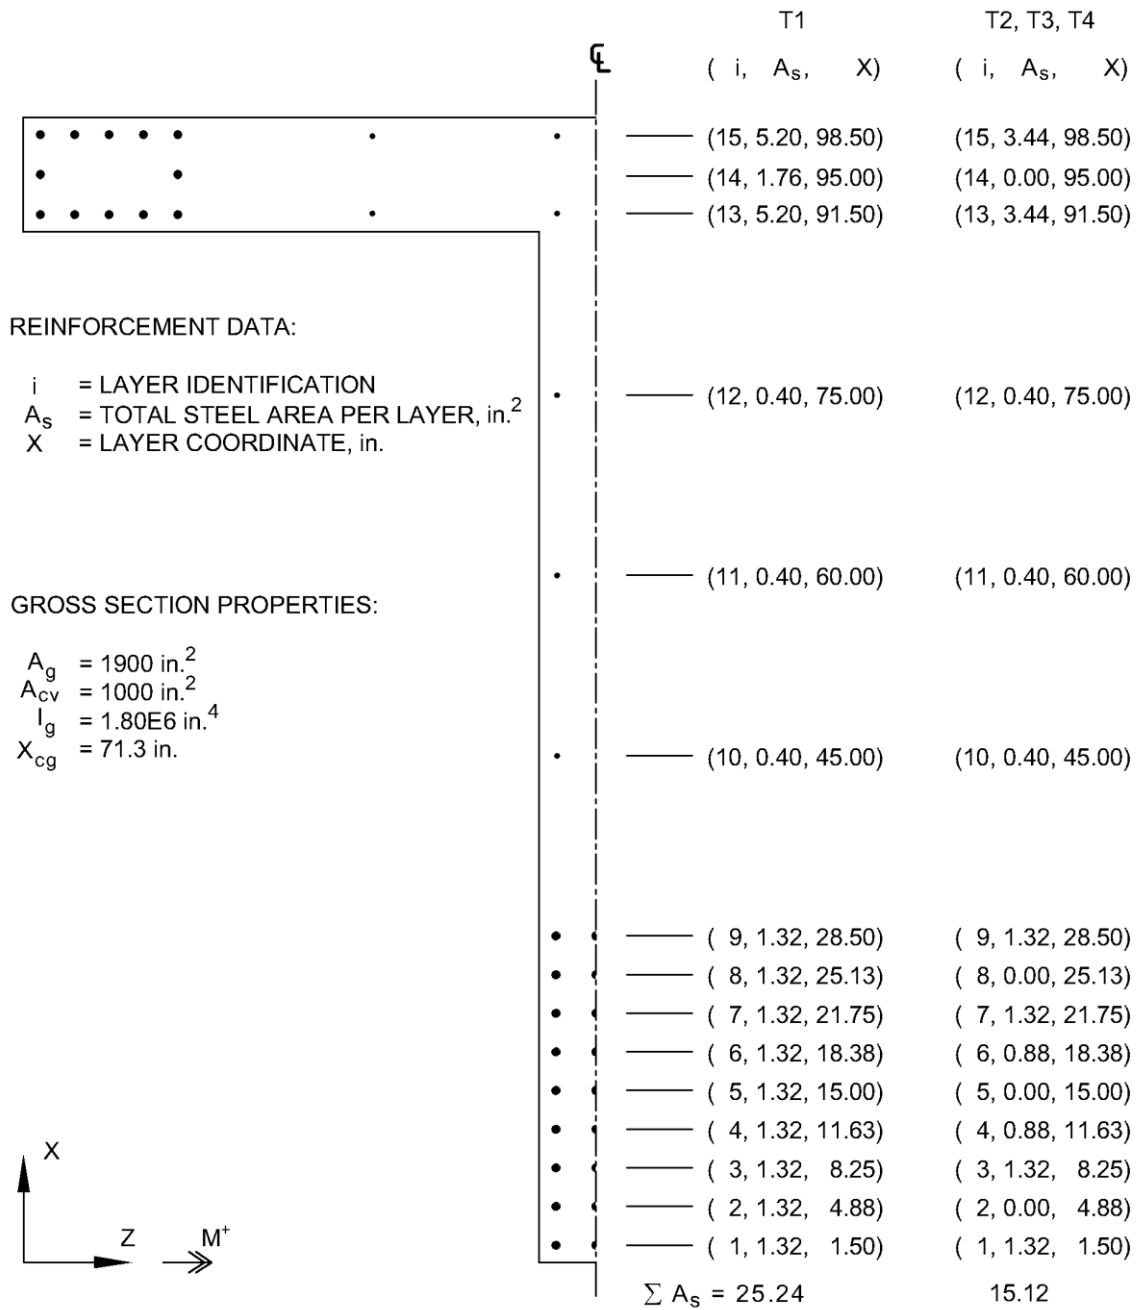 T1 T2, T3, T4
℄
( i, Aₛ, X) ( i, Aₛ, X)
(15, 5.20, 98.50) (15, 3.44, 98.50)
(14, 1.76, 95.00) (14, 0.00, 95.00)
(13, 5.20, 91.50) (13, 3.44, 91.50)
REINFORCEMENT DATA:
i = LAYER IDENTIFICATION
Aₛ = TOTAL STEEL AREA PER LAYER, in.²
X = LAYER COORDINATE, in.
(12, 0.40, 75.00) (12, 0.40, 75.00)
(11, 0.40, 60.00) (11, 0.40, 60.00)
GROSS SECTION PROPERTIES:
A_g = 1900 in.²
A_cv = 1000 in.²
I_g = 1.80E6 in.⁴
X_cg = 71.3 in.
(10, 0.40, 45.00) (10, 0.40, 45.00)
( 9, 1.32, 28.50) ( 9, 1.32, 28.50)
( 8, 1.32, 25.13) ( 8, 0.00, 25.13)
( 7, 1.32, 21.75) ( 7, 1.32, 21.75)
( 6, 1.32, 18.38) ( 6, 0.88, 18.38)
( 5, 1.32, 15.00) ( 5, 0.00, 15.00)
( 4, 1.32, 11.63) ( 4, 0.88, 11.63)
( 3, 1.32, 8.25) ( 3, 1.32, 8.25)
( 2, 1.32, 4.88) ( 2, 0.00, 4.88)
( 1, 1.32, 1.50) ( 1, 1.32, 1.50)
X
Z M⁺
∑ Aₛ = 25.24 15.12